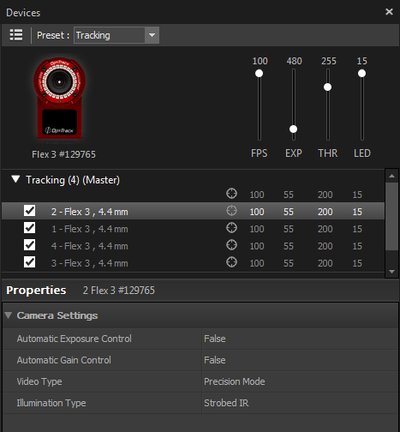 Devices
Preset : Tracking
100 480 255 15
OptiTrack
Flex 3 #129765
FPS EXP THR LED
Tracking (4) (Master)
100 55 200 15
2 - Flex 3 , 4.4 mm 100 55 200 15
1 - Flex 3 , 4.4 mm 100 55 200 15
4 - Flex 3 , 4.4 mm 100 55 200 15
3 - Flex 3 , 4.4 mm 100 55 200 15
Properties 2 Flex 3 #129765
Camera Settings
Automatic Exposure Control False
Automatic Gain Control False
Video Type Precision Mode
Illumination Type Strobed IR